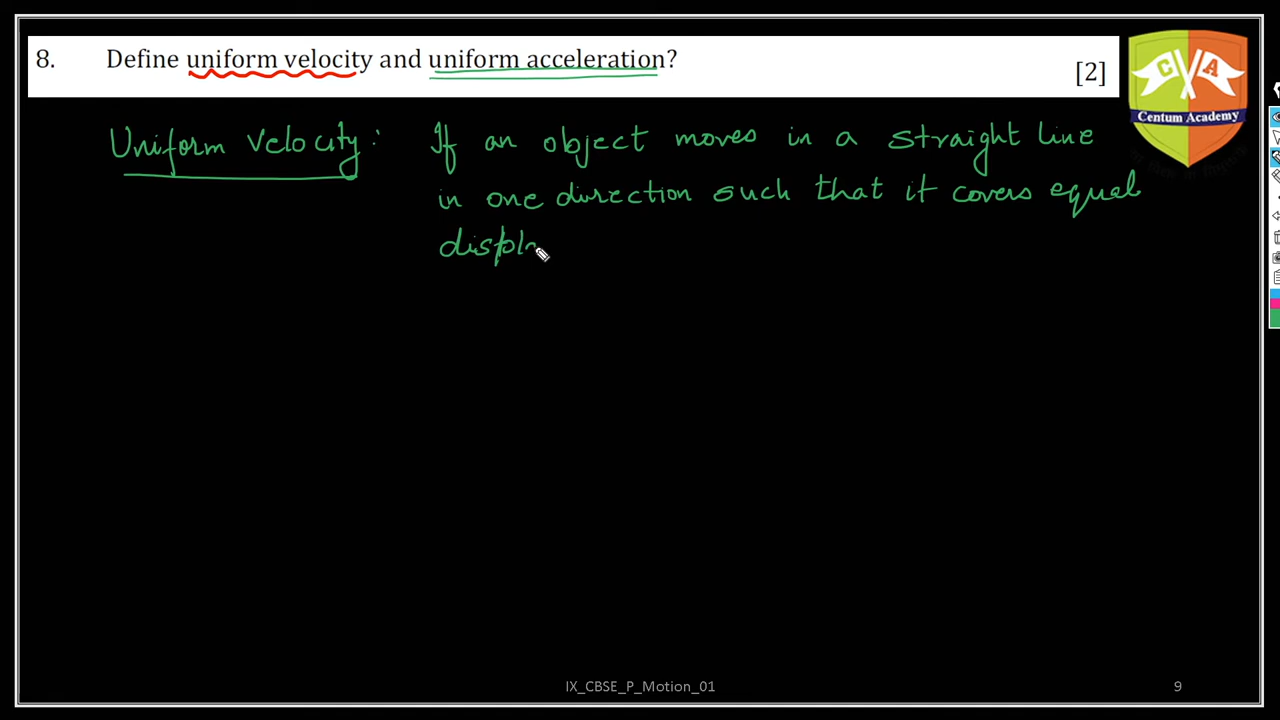 8. Define uniform velocity and uniform acceleration?
[2]
C A
Centum Academy
Uniform Velocity : If an object moves in a straight line
in one direction such that it covers equal
displa
IX_CBSE_P_Motion_01
9